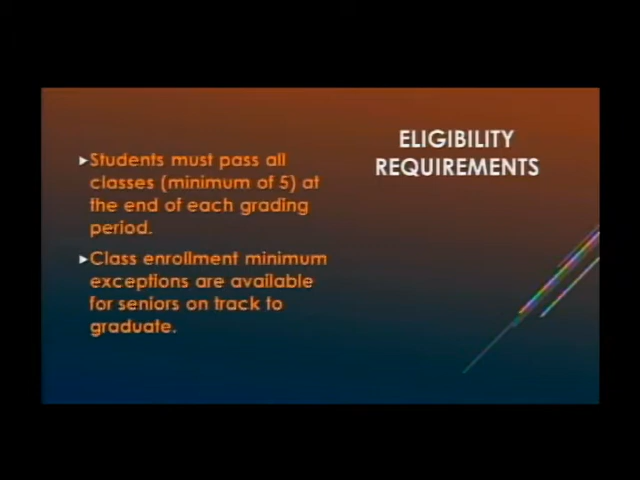 ELIGIBILITY
REQUIREMENTS
Students must pass all
classes (minimum of 5) at
the end of each grading
period.
Class enrollment minimum
exceptions are available
for seniors on track to
graduate.